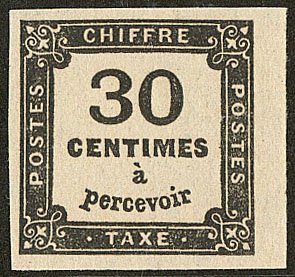 CHIFFRE
POSTES
30
CENTIMES
à
percevoir
POSTES
· TAXE ·